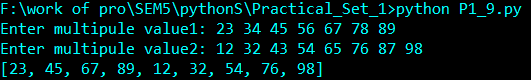 F:\work of pro\SEM5\pythonS\Practical_Set_1>python P1_9.py
Enter multipule value1: 23 34 45 56 67 78 89
Enter multipule value2: 12 32 43 54 65 76 87 98
[23, 45, 67, 89, 12, 32, 54, 76, 98]